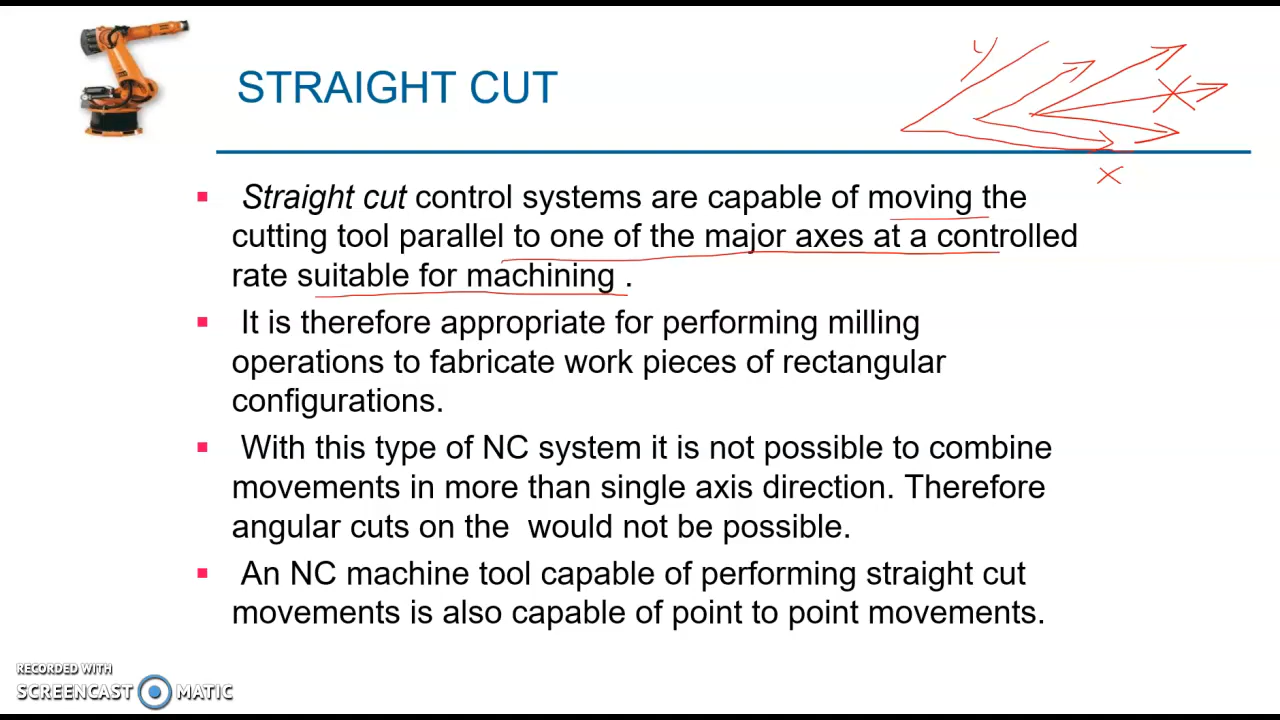 STRAIGHT CUT
y
x
Straight cut control systems are capable of moving the
cutting tool parallel to one of the major axes at a controlled
rate suitable for machining .
It is therefore appropriate for performing milling
operations to fabricate work pieces of rectangular
configurations.
With this type of NC system it is not possible to combine
movements in more than single axis direction. Therefore
angular cuts on the would not be possible.
An NC machine tool capable of performing straight cut
movements is also capable of point to point movements.
RECORDED WITH
SCREENCAST MATIC